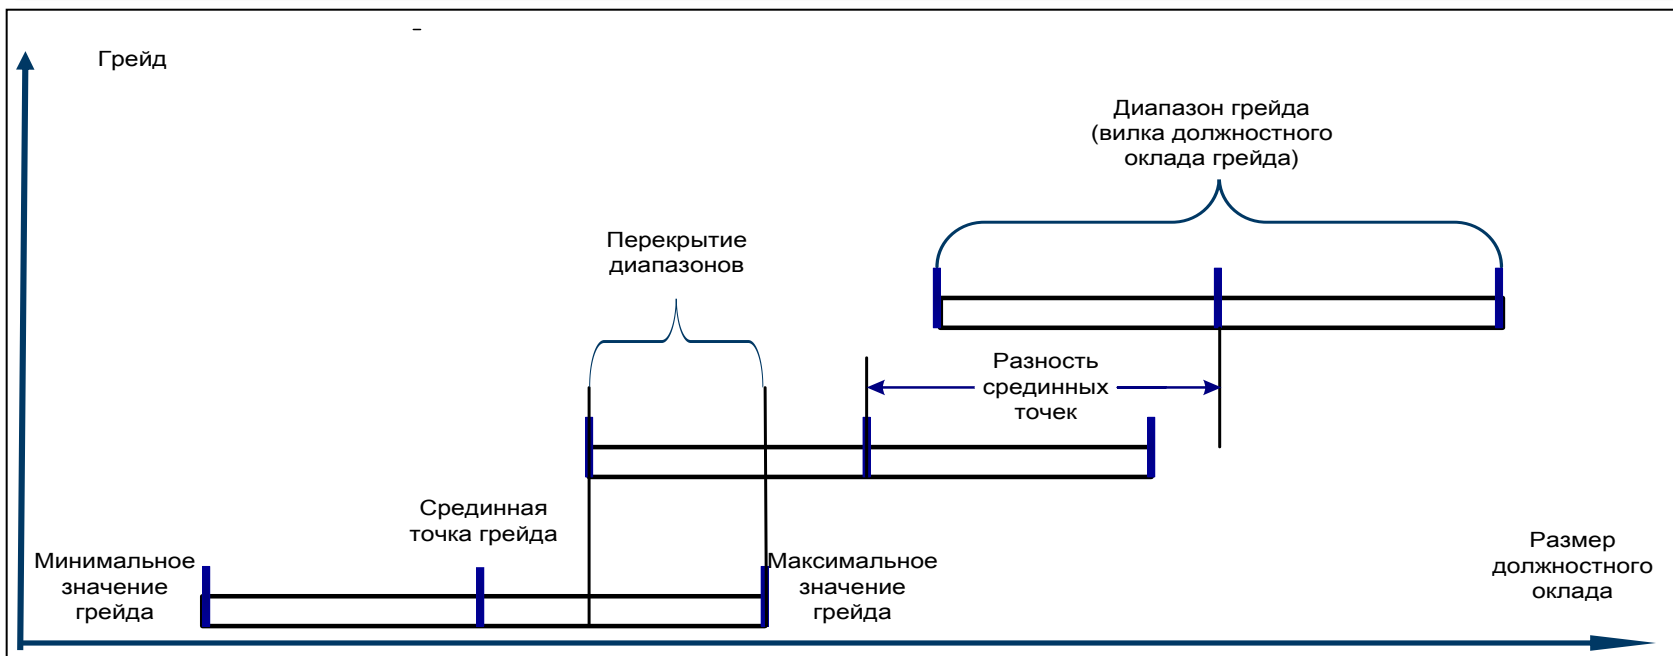 Грейд
Диапазон грейда
(вилка должностного
оклада грейда)
Перекрытие
диапазонов
Разность
срединных
точек
Срединная
точка грейда
Минимальное
значение
грейда
Максимальное
значение
грейда
Размер
должностного
оклада